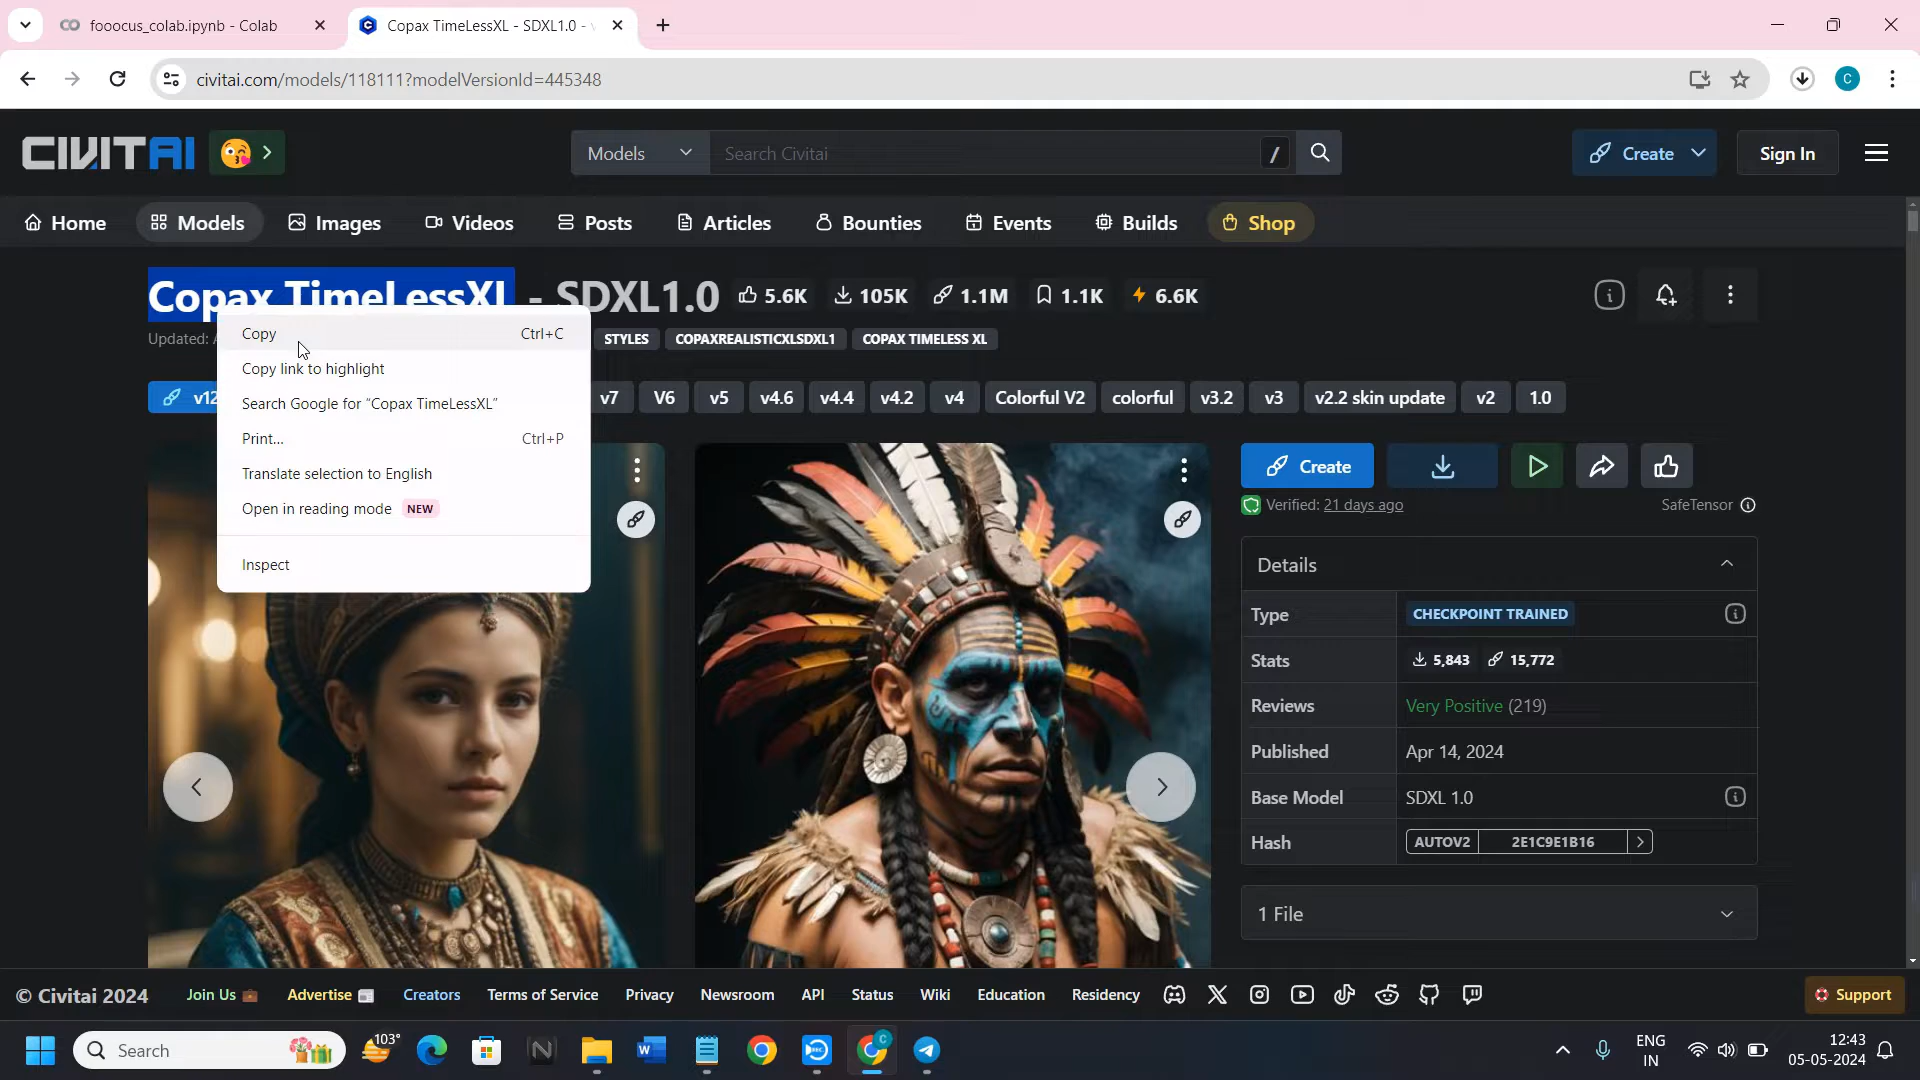 fooocus_colab.ipynb - Colab
Copax TimeLessXL - SDXL1.0 -
civitai.com/models/118111?modelVersionId=445348
C
CIVITAI
Models
Search Civitai
/
Create
Sign In
Home
Models
Images
Videos
Posts
Articles
Bounties
Events
Builds
Shop
Copax TimeLessXL - SDXL1.0
5.6K
105K
1.1M
1.1K
6.6K
Updated:
STYLES
COPAXREALISTICXLSDXL1
COPAX TIMELESS XL
v12
v7
V6
v5
v4.6
v4.4
v4.2
v4
Colorful V2
colorful
v3.2
v3
v2.2 skin update
v2
1.0
Copy Ctrl+C
Copy link to highlight
Search Google for “Copax TimeLessXL”
Print... Ctrl+P
Translate selection to English
Open in reading mode NEW
Inspect
Create
Verified: 21 days ago
SafeTensor
Details
Type CHECKPOINT TRAINED
Stats 5,843 15,772
Reviews Very Positive (219)
Published Apr 14, 2024
Base Model SDXL 1.0
Hash AUTOV2 2E1C9E1B16
1 File
© Civitai 2024
Join Us
Advertise
Creators
Terms of Service
Privacy
Newsroom
API
Status
Wiki
Education
Residency
Support
Search
103°
C
ENG
IN
12:43
05-05-2024